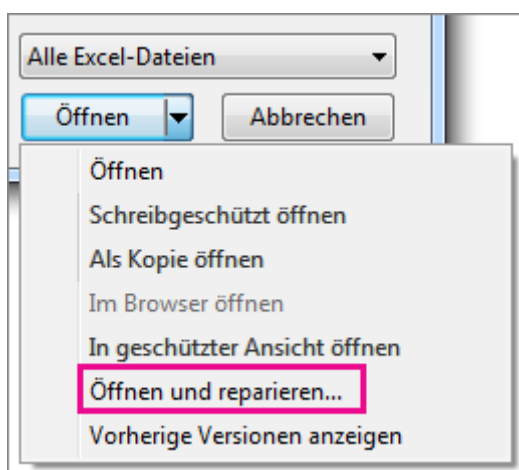 Alle Excel-Dateien
Öffnen Abbrechen
Öffnen
Schreibgeschützt öffnen
Als Kopie öffnen
Im Browser öffnen
In geschützter Ansicht öffnen
Öffnen und reparieren...
Vorherige Versionen anzeigen